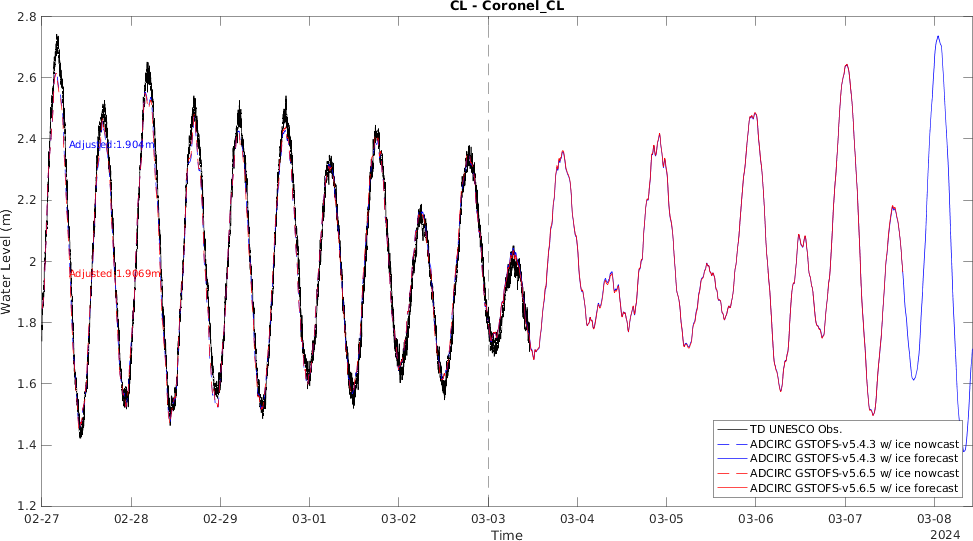 CL - Coronel_CL
2.8
2.6
2.4
2.2
2
1.8
1.6
1.4
1.2
Water Level (m)
Adjusted:1.904m
Adjusted:1.9069m
TD UNESCO Obs.
ADCIRC GSTOFS-v5.4.3 w/ ice nowcast
ADCIRC GSTOFS-v5.4.3 w/ ice forecast
ADCIRC GSTOFS-v5.6.5 w/ ice nowcast
ADCIRC GSTOFS-v5.6.5 w/ ice forecast
02-27 02-28 02-29 03-01 03-02 03-03 03-04 03-05 03-06 03-07 03-08
Time 2024